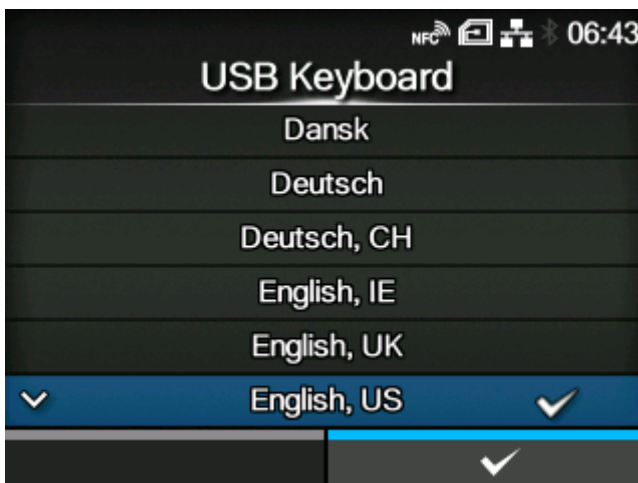 NFC 06:43
USB Keyboard
Dansk
Deutsch
Deutsch, CH
English, IE
English, UK
English, US